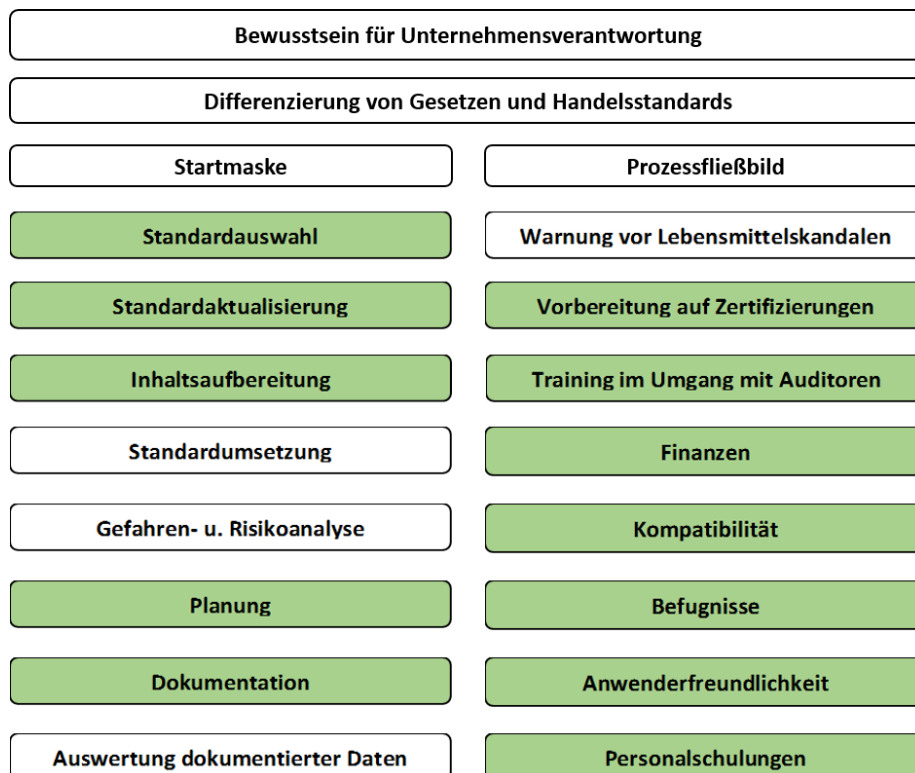 Bewusstsein für Unternehmensverantwortung
Differenzierung von Gesetzen und Handelsstandards
Startmaske
Prozessfließbild
Standardauswahl
Warnung vor Lebensmittelskandalen
Standardaktualisierung
Vorbereitung auf Zertifizierungen
Inhaltsaufbereitung
Training im Umgang mit Auditoren
Standardumsetzung
Finanzen
Gefahren- u. Risikoanalyse
Kompatibilität
Planung
Befugnisse
Dokumentation
Anwenderfreundlichkeit
Auswertung dokumentierter Daten
Personalschulungen